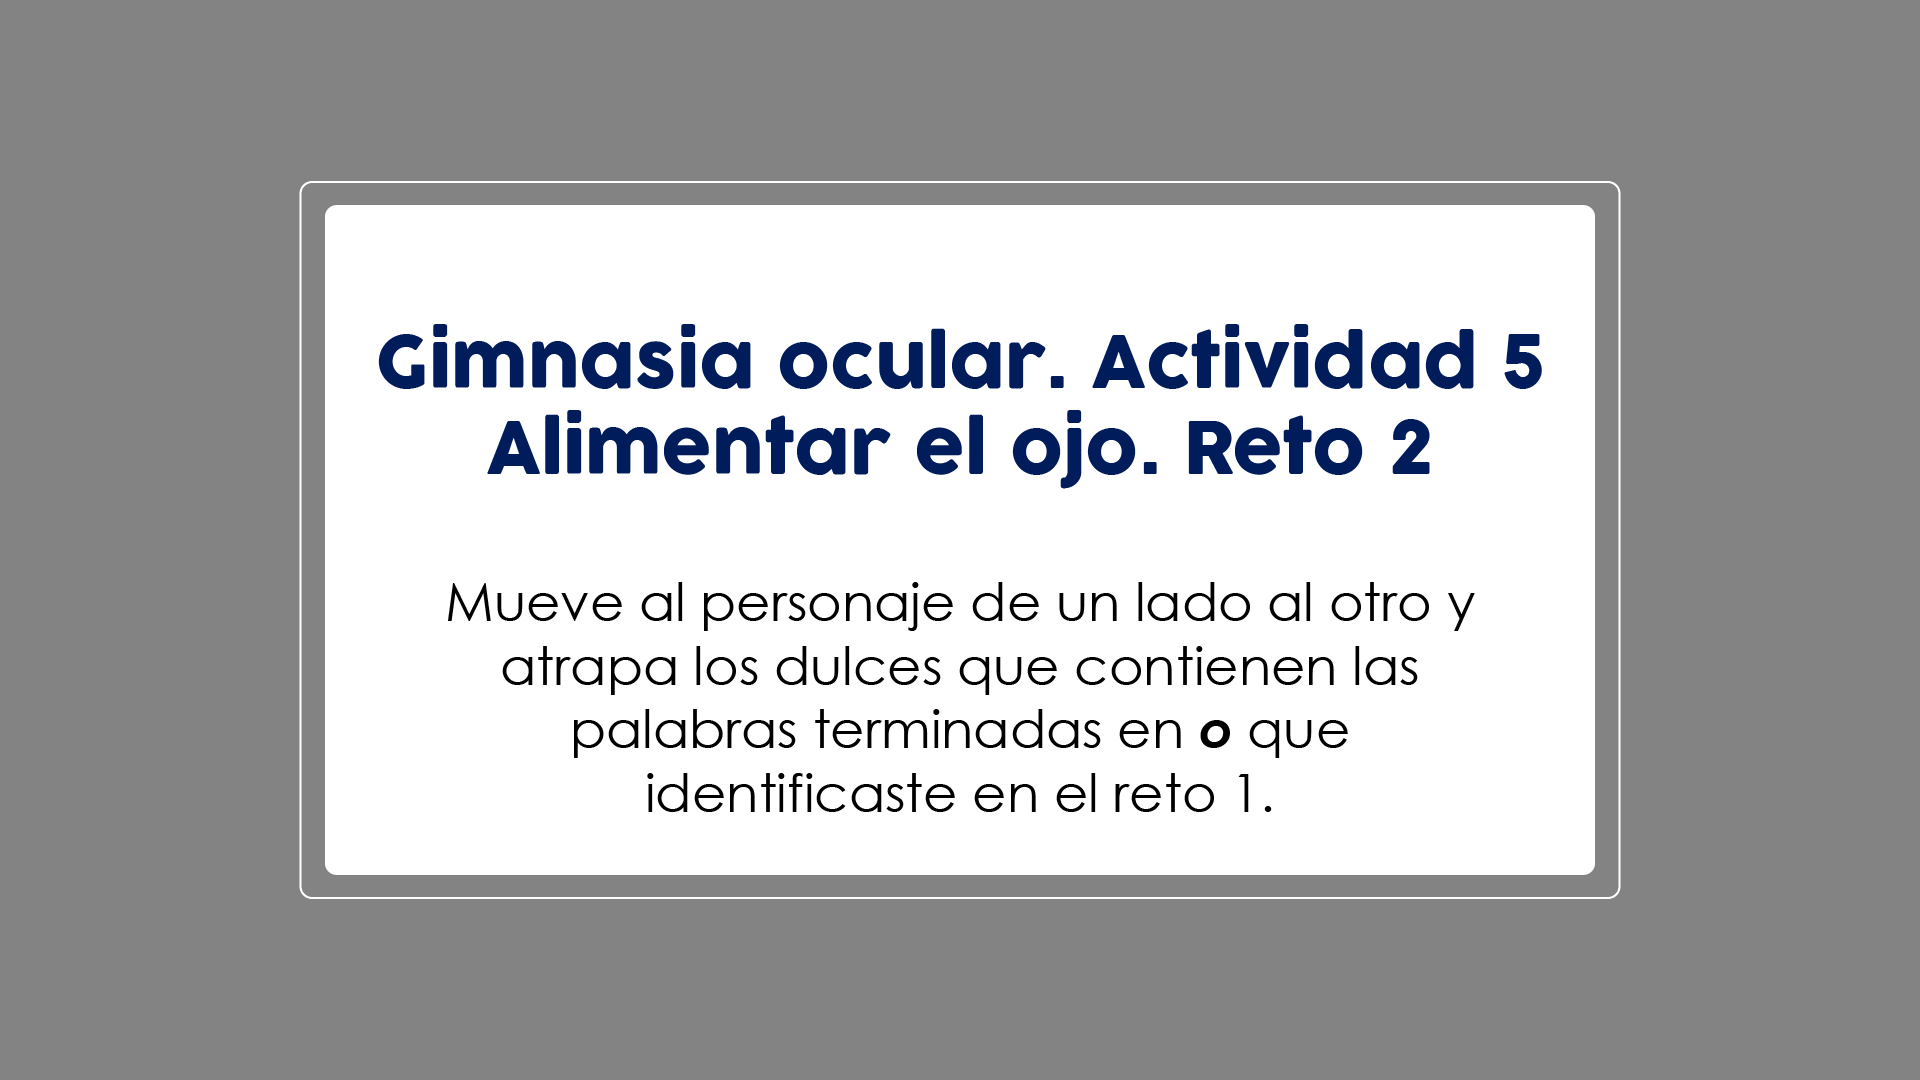 Gimnasia ocular. Actividad 5
Alimentar el ojo. Reto 2
Mueve al personaje de un lado al otro y
atrapa los dulces que contienen las
palabras terminadas en o que
identificaste en el reto 1.